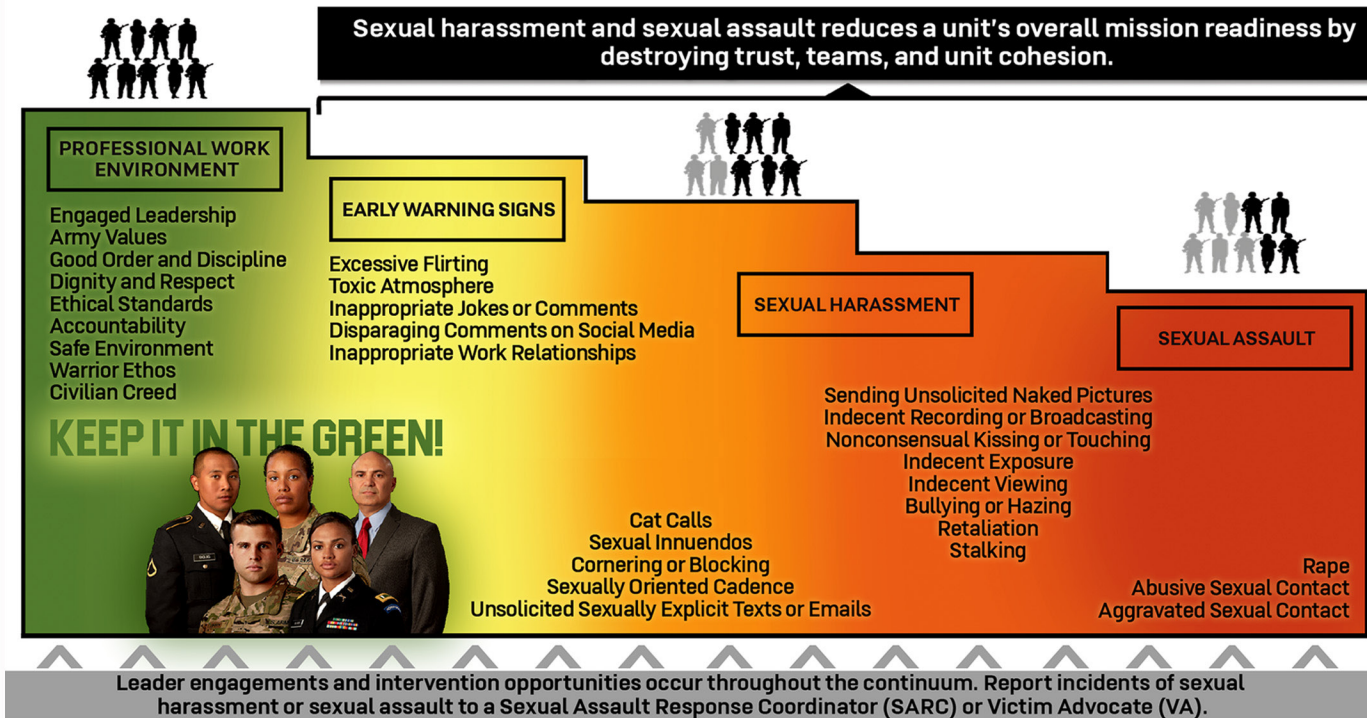 Sexual harassment and sexual assault reduces a unit's overall mission readiness by
destroying trust, teams, and unit cohesion.
PROFESSIONAL WORK
ENVIRONMENT
Engaged Leadership
Army Values
Good Order and Discipline
Dignity and Respect
Ethical Standards
Accountability
Safe Environment
Warrior Ethos
Civilian Creed
KEEP IT IN THE GREEN!
EARLY WARNING SIGNS
Excessive Flirting
Toxic Atmosphere
Inappropriate Jokes or Comments
Disparaging Comments on Social Media
Inappropriate Work Relationships
Cat Calls
Sexual Innuendos
Cornering or Blocking
Sexually Oriented Cadence
Unsolicited Sexually Explicit Texts or Emails
SEXUAL HARASSMENT
Sending Unsolicited Naked Pictures
Indecent Recording or Broadcasting
Nonconsensual Kissing or Touching
Indecent Exposure
Indecent Viewing
Bullying or Hazing
Retaliation
Stalking
SEXUAL ASSAULT
Rape
Abusive Sexual Contact
Aggravated Sexual Contact
Leader engagements and intervention opportunities occur throughout the continuum. Report incidents of sexual
harassment or sexual assault to a Sexual Assault Response Coordinator (SARC) or Victim Advocate (VA).